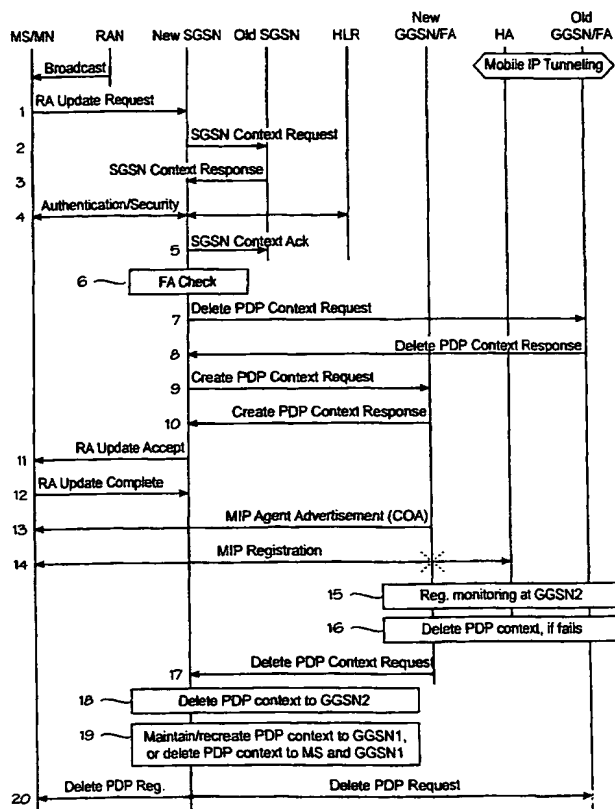 MS/MN RAN New SGSN Old SGSN HLR New GGSN/FA HA Old GGSN/FA
Broadcast
Mobile IP Tunneling
1 RA Update Request
2 SGSN Context Request
3 SGSN Context Response
4 Authentication/Security
5 SGSN Context Ack
6 FA Check
7 Delete PDP Context Request
8 Delete PDP Context Response
9 Create PDP Context Request
10 Create PDP Context Response
11 RA Update Accept
12 RA Update Complete
13 MIP Agent Advertisement (COA)
14 MIP Registration
15 Reg. monitoring at GGSN2
16 Delete PDP context, if fails
17 Delete PDP Context Request
18 Delete PDP context to GGSN2
19 Maintain/recreate PDP context to GGSN1,
or delete PDP context to MS and GGSN1
20 Delete PDP Reg. Delete PDP Request